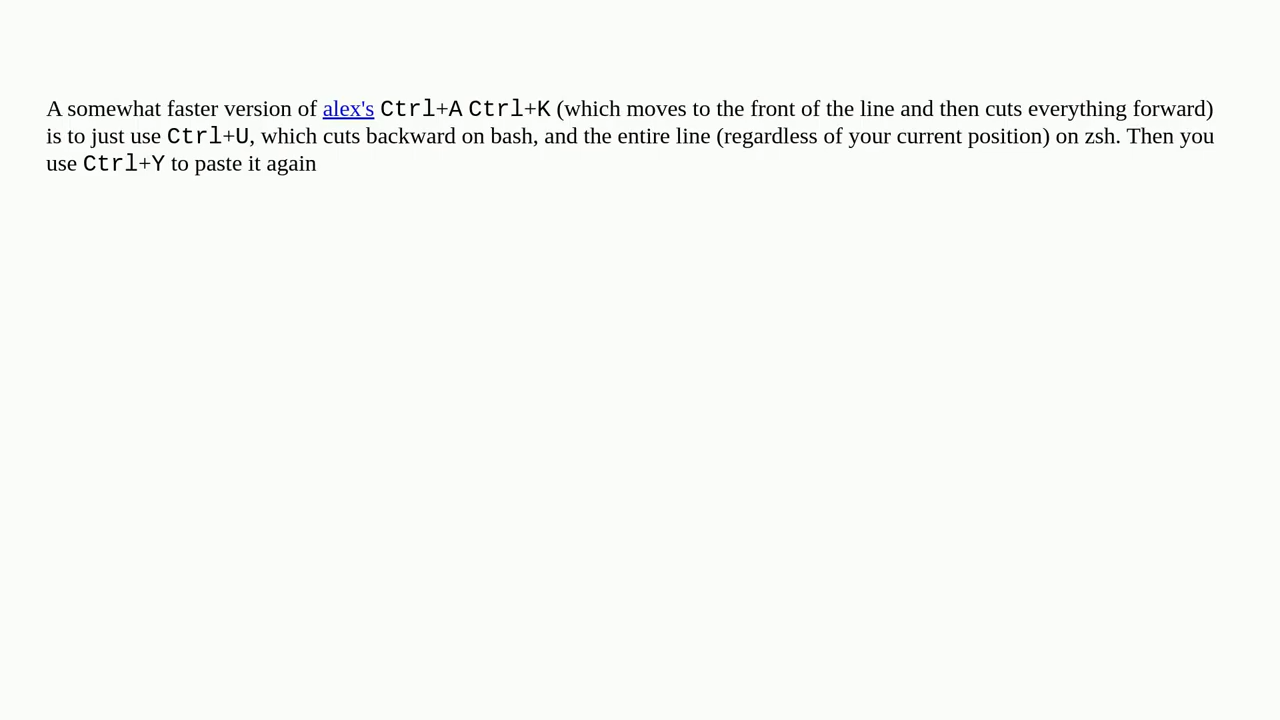 A somewhat faster version of alex's Ctrl+A Ctrl+K (which moves to the front of the line and then cuts everything forward)
is to just use Ctrl+U, which cuts backward on bash, and the entire line (regardless of your current position) on zsh. Then you
use Ctrl+Y to paste it again